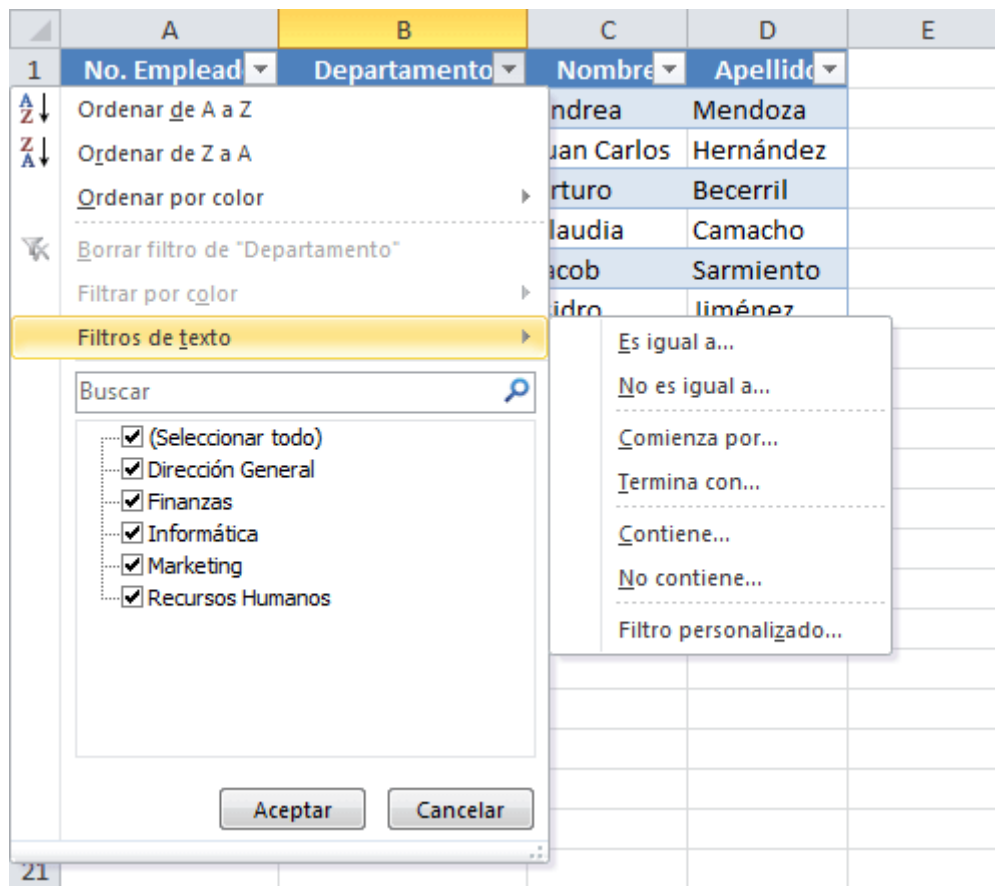 A B C D E
1 No. Emplead Departamento Nombre Apellido
Ordenar de A a Z
Ordenar de Z a A
Ordenar por color
Borrar filtro de "Departamento"
Filtrar por color
Filtros de texto
Buscar
(Seleccionar todo)
Dirección General
Finanzas
Informática
Marketing
Recursos Humanos
Aceptar Cancelar
ndrea Mendoza
uan Carlos Hernández
rturo Becerril
laudia Camacho
acob Sarmiento
idro Jiménez
Es igual a...
No es igual a...
Comienza por...
Termina con...
Contiene...
No contiene...
Filtro personalizado...
21